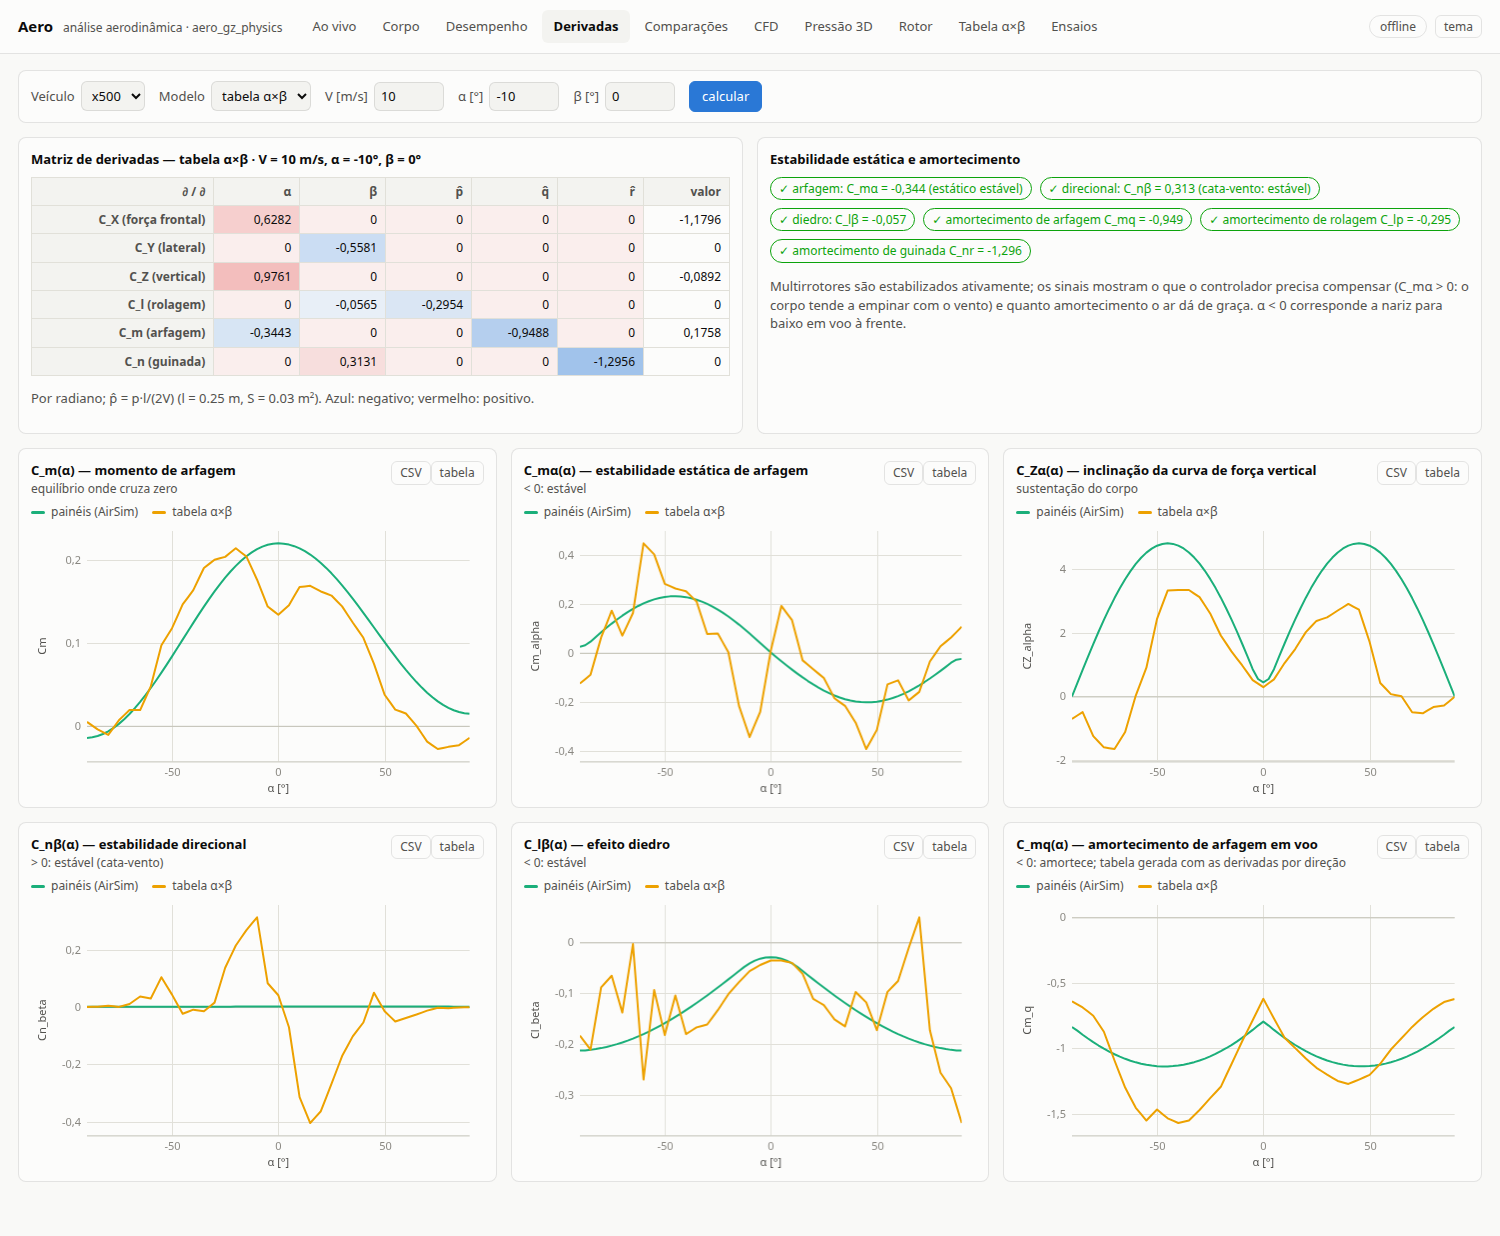 Aero análise aerodinâmica · aero_gz_physics Ao vivo Corpo Desempenho Derivadas Comparações CFD Pressão 3D Rotor Tabela α×β Ensaios offline tema
Veículo x500 Modelo tabela α×β V [m/s] 10 α [°] -10 β [°] 0 calcular
Matriz de derivadas — tabela α×β · V = 10 m/s, α = -10°, β = 0°
∂ / ∂ α β p̂ q̂ r̂ valor
C_X (força frontal) 0,6282 0 0 0 0 -1,1796
C_Y (lateral) 0 -0,5581 0 0 0 0
C_Z (vertical) 0,9761 0 0 0 0 -0,0892
C_l (rolagem) 0 -0,0565 -0,2954 0 0 0
C_m (arfagem) -0,3443 0 0 -0,9488 0 0,1758
C_n (guinada) 0 0,3131 0 0 -1,2956 0
Por radiano; p̂ = p·l/(2V) (l = 0.25 m, S = 0.03 m²). Azul: negativo; vermelho: positivo.
Estabilidade estática e amortecimento
✓ arfagem: C_mα = -0,344 (estático estável) ✓ direcional: C_nβ = 0,313 (cata-vento: estável)
✓ diedro: C_lβ = -0,057 ✓ amortecimento de arfagem C_mq = -0,949 ✓ amortecimento de rolagem C_lp = -0,295
✓ amortecimento de guinada C_nr = -1,296
Multirrotores são estabilizados ativamente; os sinais mostram o que o controlador precisa compensar (C_mα > 0: o
corpo tende a empinar com o vento) e quanto amortecimento o ar dá de graça. α < 0 corresponde a nariz para
baixo em voo à frente.
C_m(α) — momento de arfagem CSV tabela
equilíbrio onde cruza zero
painéis (AirSim) tabela α×β
0,2
0,1
0
Cm
-50 0 50
α [°]
C_mα(α) — estabilidade estática de arfagem CSV tabela
< 0: estável
painéis (AirSim) tabela α×β
0,4
0,2
0
-0,2
-0,4
Cm_alpha
-50 0 50
α [°]
C_Zα(α) — inclinação da curva de força vertical CSV tabela
sustentação do corpo
painéis (AirSim) tabela α×β
4
2
0
-2
CZ_alpha
-50 0 50
α [°]
C_nβ(α) — estabilidade direcional CSV tabela
> 0: estável (cata-vento)
painéis (AirSim) tabela α×β
0,2
0
-0,2
-0,4
Cn_beta
-50 0 50
α [°]
C_lβ(α) — efeito diedro CSV tabela
< 0: estável
painéis (AirSim) tabela α×β
0
-0,1
-0,2
-0,3
Cl_beta
-50 0 50
α [°]
C_mq(α) — amortecimento de arfagem em voo CSV tabela
< 0: amortece; tabela gerada com as derivadas por direção
painéis (AirSim) tabela α×β
0
-0,5
-1
-1,5
Cm_q
-50 0 50
α [°]